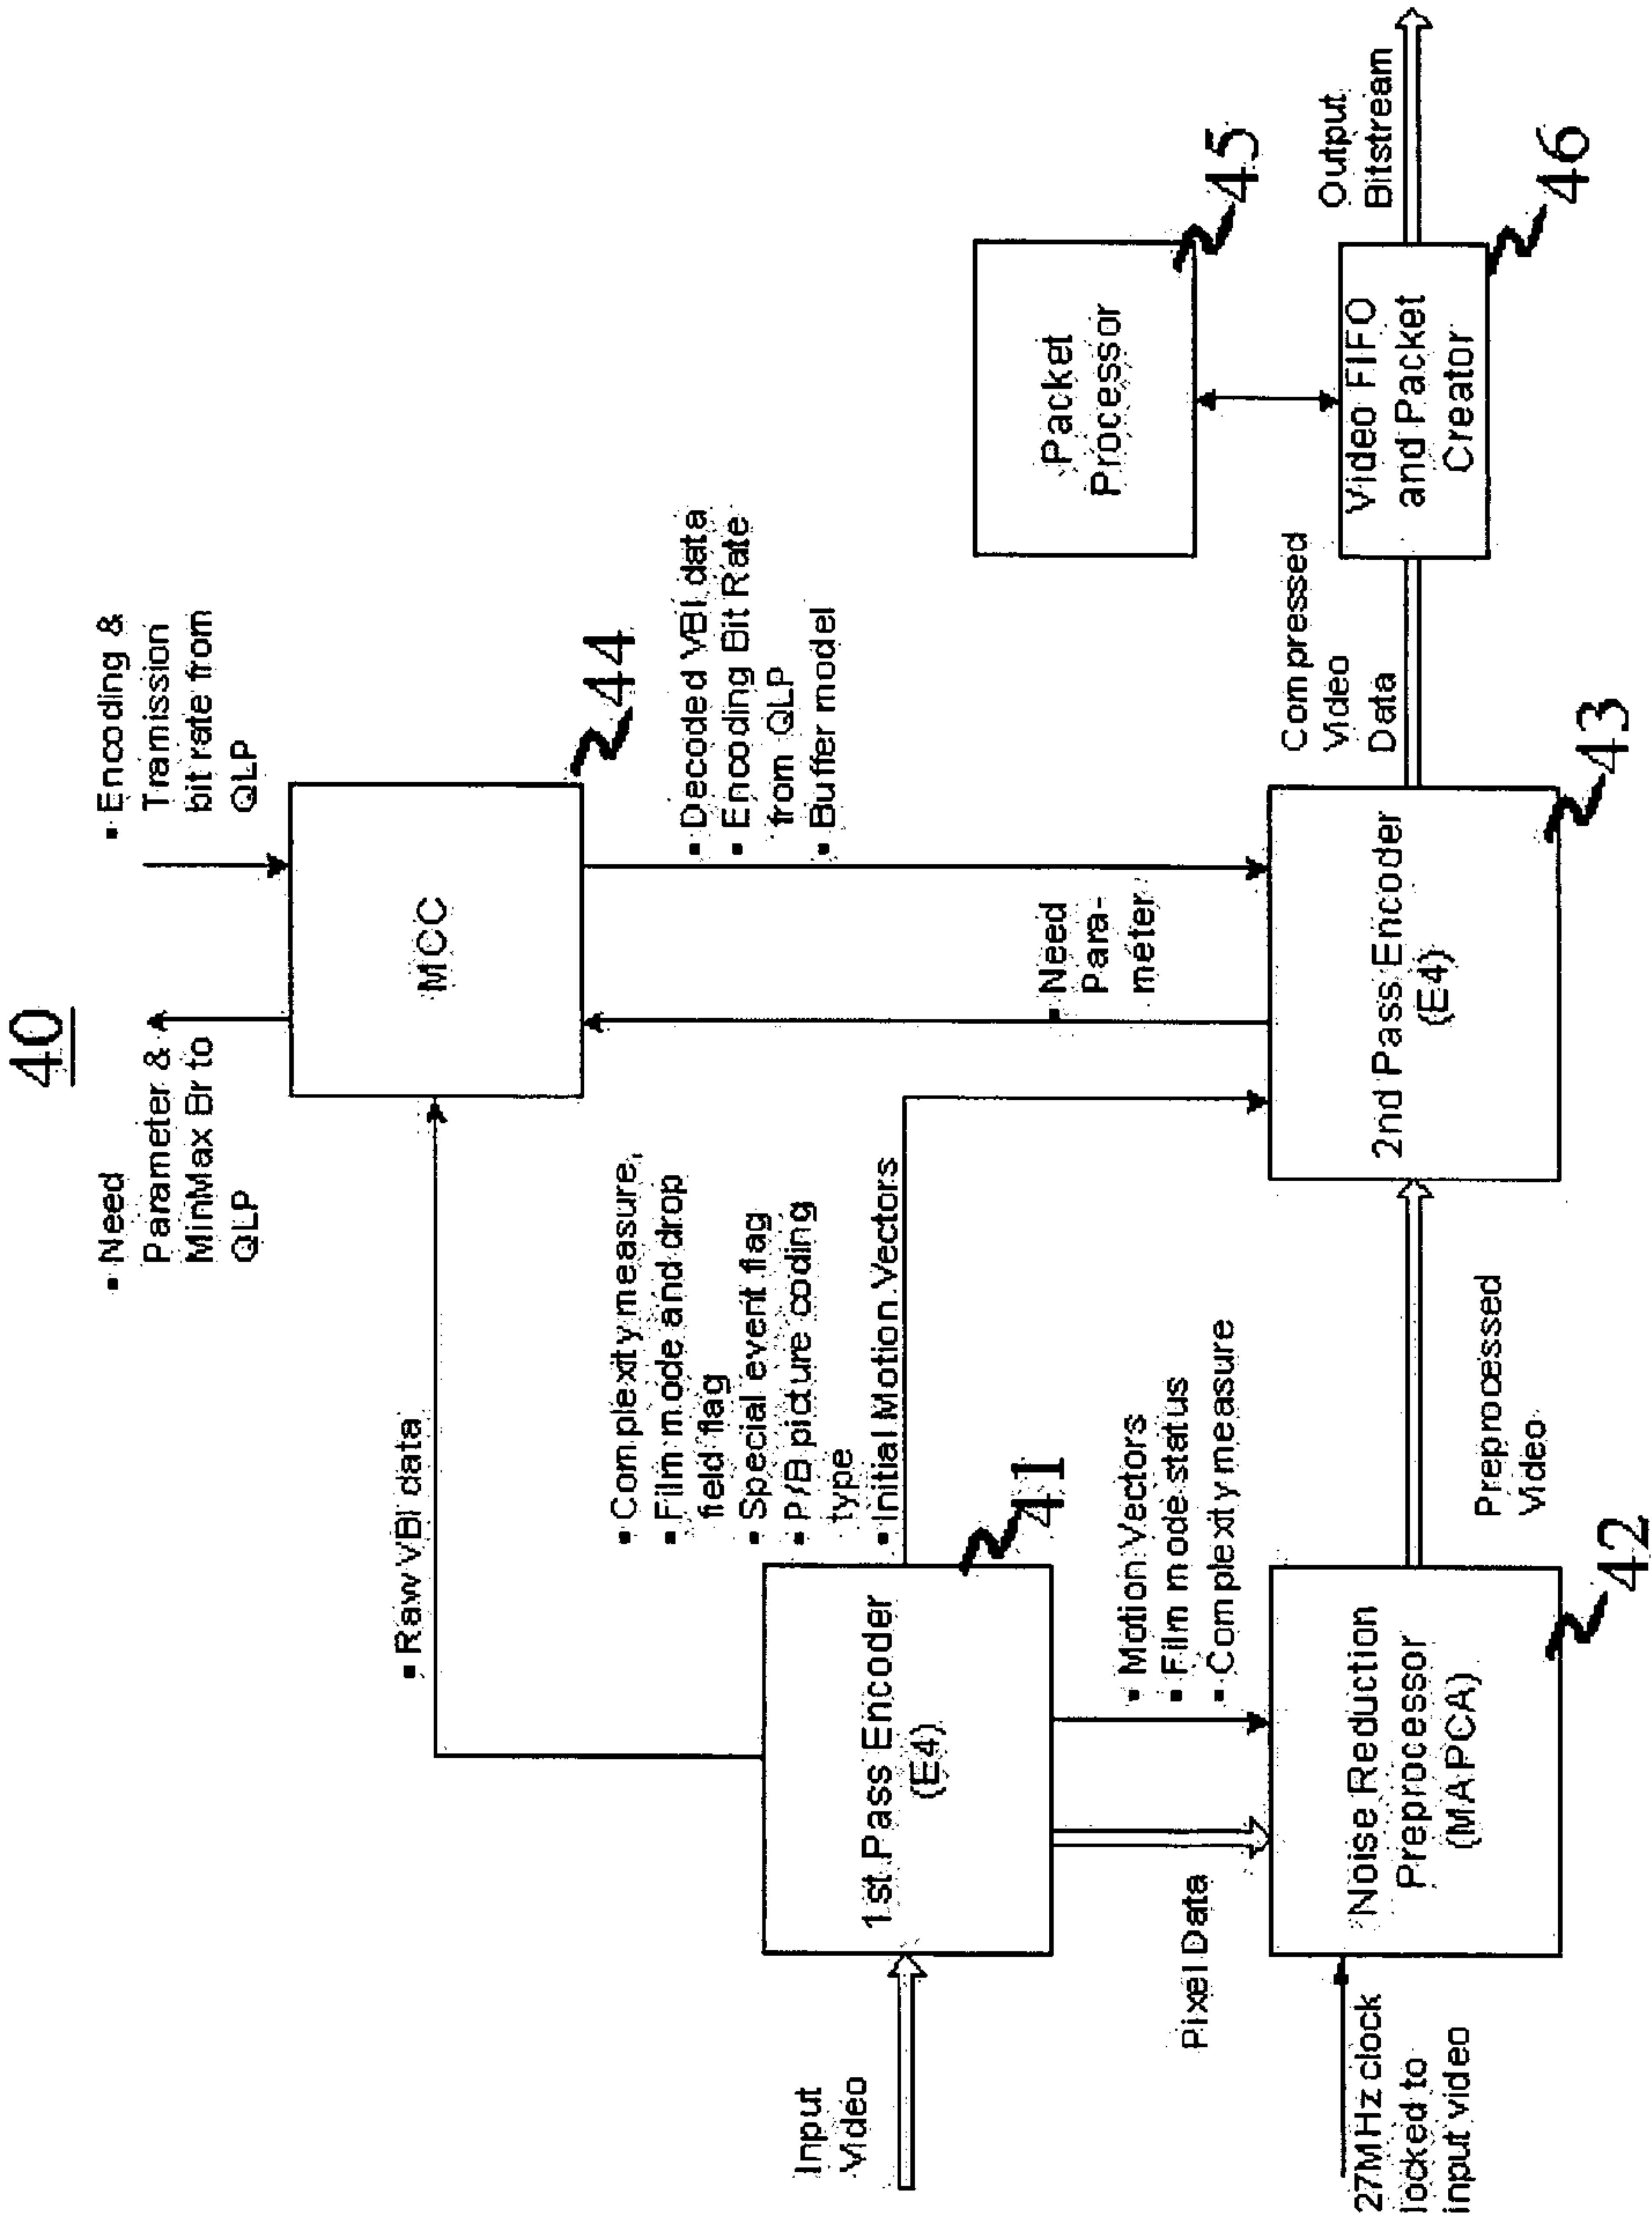 40
▪ Need
Parameter &
MinMax Br to
QLP
▪ Encoding &
Tramission
bit rate from
QLP
MCC
44
▪ Raw VBI data
▪ Complexity measure,
▪ Film mode and drop
field flag
▪ Special event flag
▪ P/B picture coding
type
▪ Initial Motion Vectors
▪ Decoded VBI data
▪ Encoding Bit Rate
from QLP
▪ Buffer model
▪ Need
Para-
meter
Input
Video
1st Pass Encoder
(E4)
41
Pixel Data
▪ Motion Vectors
▪ Film mode status
▪ Complexity measure
Packet
Processor
45
27MHz clock
locked to
input video
Noise Reduction
Preprocessor
(MAPCA)
42
Preprocessed
Video
2nd Pass Encoder
(E4)
43
Compressed
Video
Data
Video FIFO
and Packet
Creator
46
Output
Bitstream